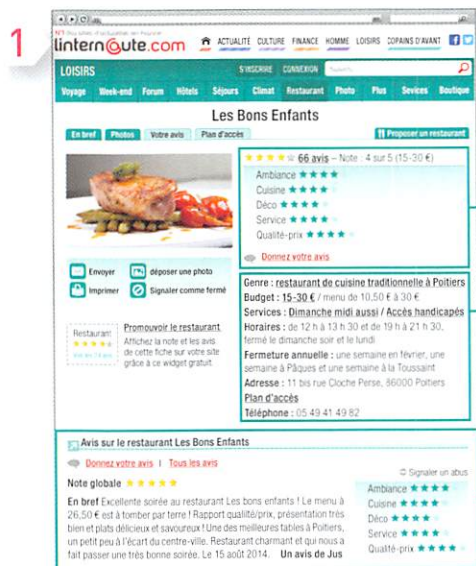 1
linternaute.com
ACTUALITÉ CULTURE FINANCE HOMME LOISIRS COPAINS D'AVANT
LOISIRS S'INSCRIRE CONNEXION
Voyage Week-end Forum Hôtels Séjours Climat Restaurant Photo Plus Sevices Boutique
Les Bons Enfants
En bref Photos Votre avis Plan d'accès Proposer un restaurant
66 avis – Note : 4 sur 5 (15-30 €)
Ambiance
Cuisine
Déco
Service
Qualité-prix
Donnez votre avis
Envoyer déposer une photo
Imprimer Signaler comme fermé
Restaurant
Promouvoir le restaurant
Affichez la note et les avis
de cette fiche sur votre site
grâce à ce widget gratuit.
Genre : restaurant de cuisine traditionnelle à Poitiers
Budget : 15-30 € / menu de 10,50 € à 30 €
Services : Dimanche midi aussi / Accès handicapés
Horaires : de 12 h à 13 h 30 et de 19 h à 21 h 30,
fermé le dimanche soir et le lundi
Fermeture annuelle : une semaine en février, une
semaine à Pâques et une semaine à la Toussaint
Adresse : 11 bis rue Cloche Perse, 86000 Poitiers
Plan d'accès
Téléphone : 05 49 41 49 82
Avis sur le restaurant Les Bons Enfants
Donnez votre avis | Tous les avis
Signaler un abus
Note globale
En bref Excellente soirée au restaurant Les bons enfants ! Le menu à
26,50 € est à tomber par terre ! Rapport qualité/prix, présentation très
bien et plats délicieux et savoureux ! Une des meilleures tables à Poitiers,
un petit peu à l'écart du centre-ville. Restaurant charmant et qui nous a
fait passer une très bonne soirée. Le 15 août 2014. Un avis de Jus
Ambiance
Cuisine
Déco
Service
Qualité-prix